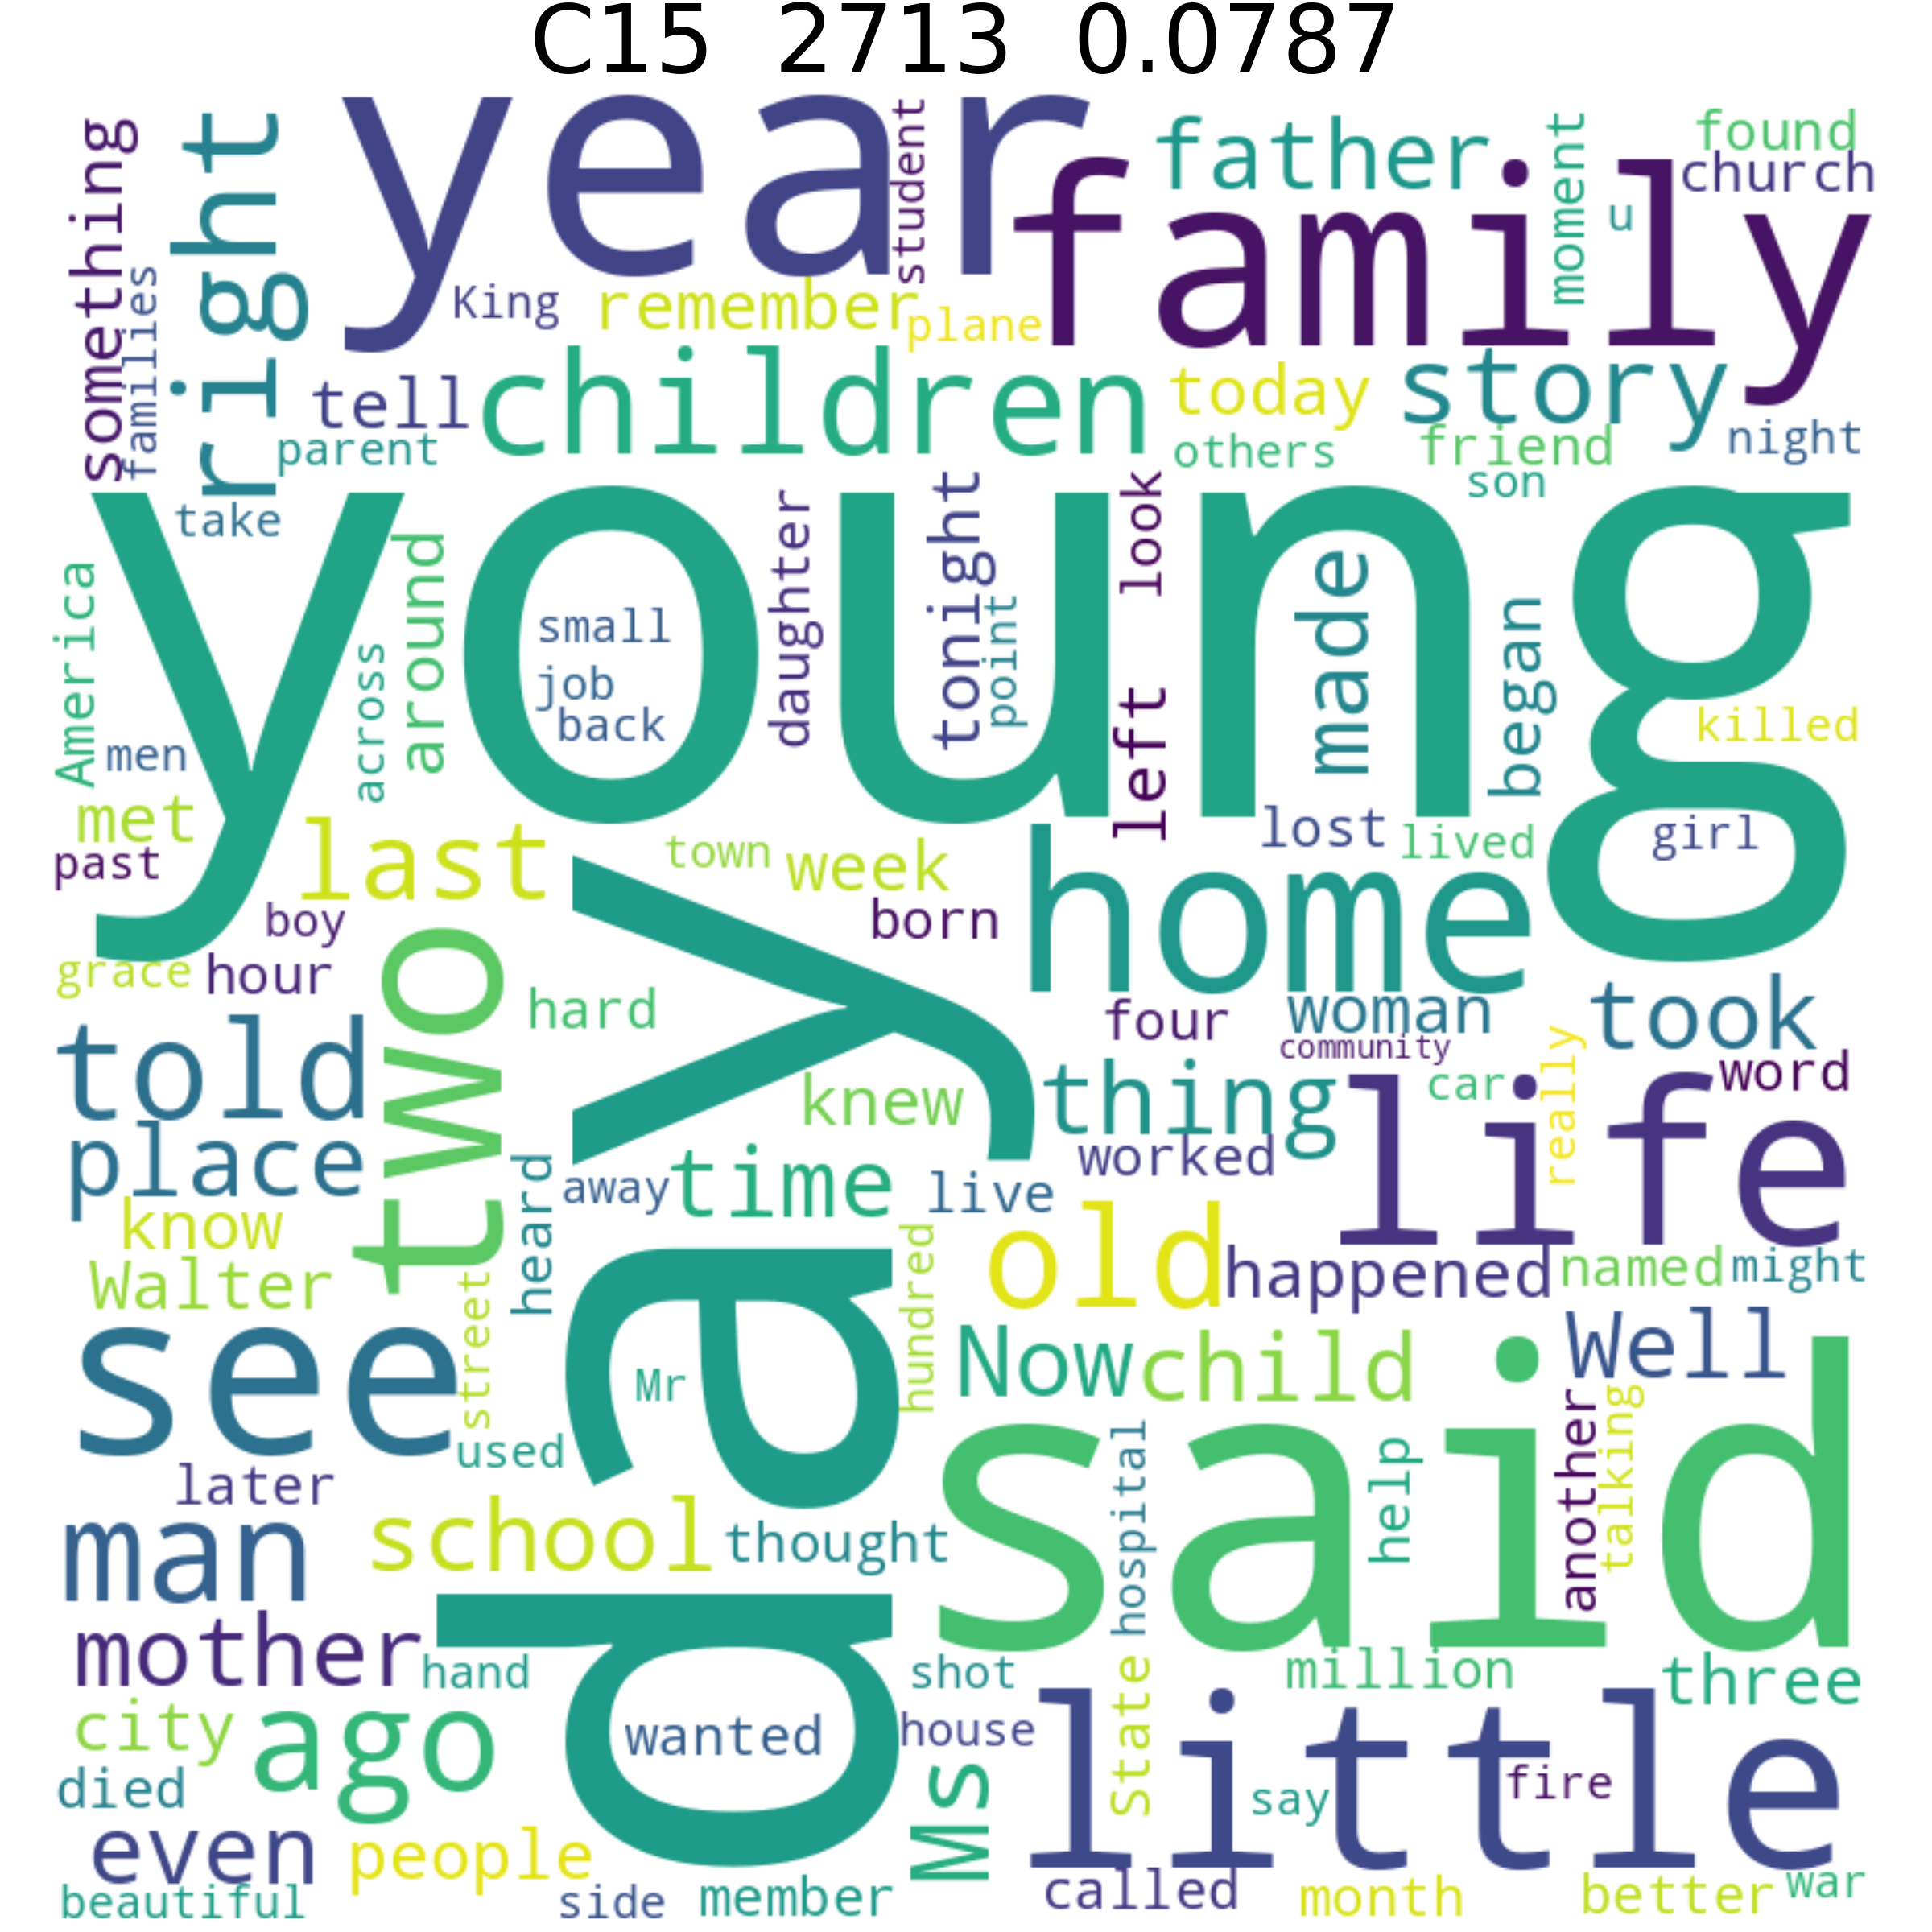 C15 2713 0.0787
year
family
father
found
church
moment
u
student
something
families
right
King
remember
plane
children
tell
parent
today
story
others
friend
night
son
take
young
look
tonight
daughter
point
made
began
America
around
across
small
job
back
men
left
killed
met
past
last
town
week
lost
lived
girl
boy
born
home
grace
hour
two
hard
day
four
woman
took
community
told
knew
thing
car
really
word
place
worked
life
away
time
live
heard
know
Walter
street
hundred
old
happened
named
might
see
Mr
Now
child
Well
used
later
said
hospital
help
another
talking
man
school
thought
mother
hand
shot
million
three
city
ago
wanted
house
State
little
say
fire
died
Ms
even
people
beautiful
side
member
called
month
better
war